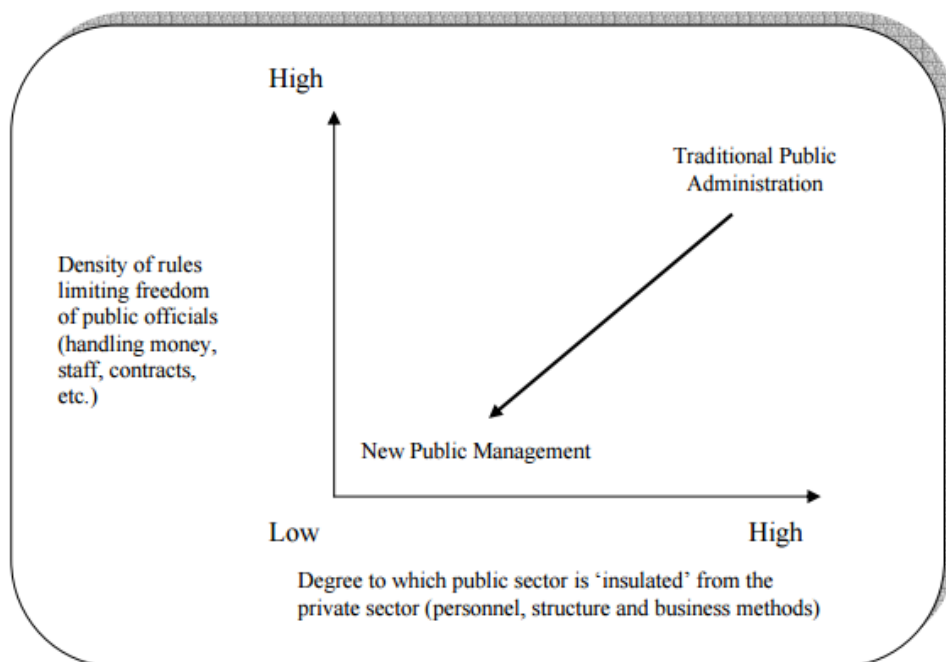 High
Traditional Public
Administration
Density of rules
limiting freedom
of public officials
(handling money,
staff, contracts,
etc.)
New Public Management
Low
High
Degree to which public sector is ‘insulated’ from the
private sector (personnel, structure and business methods)